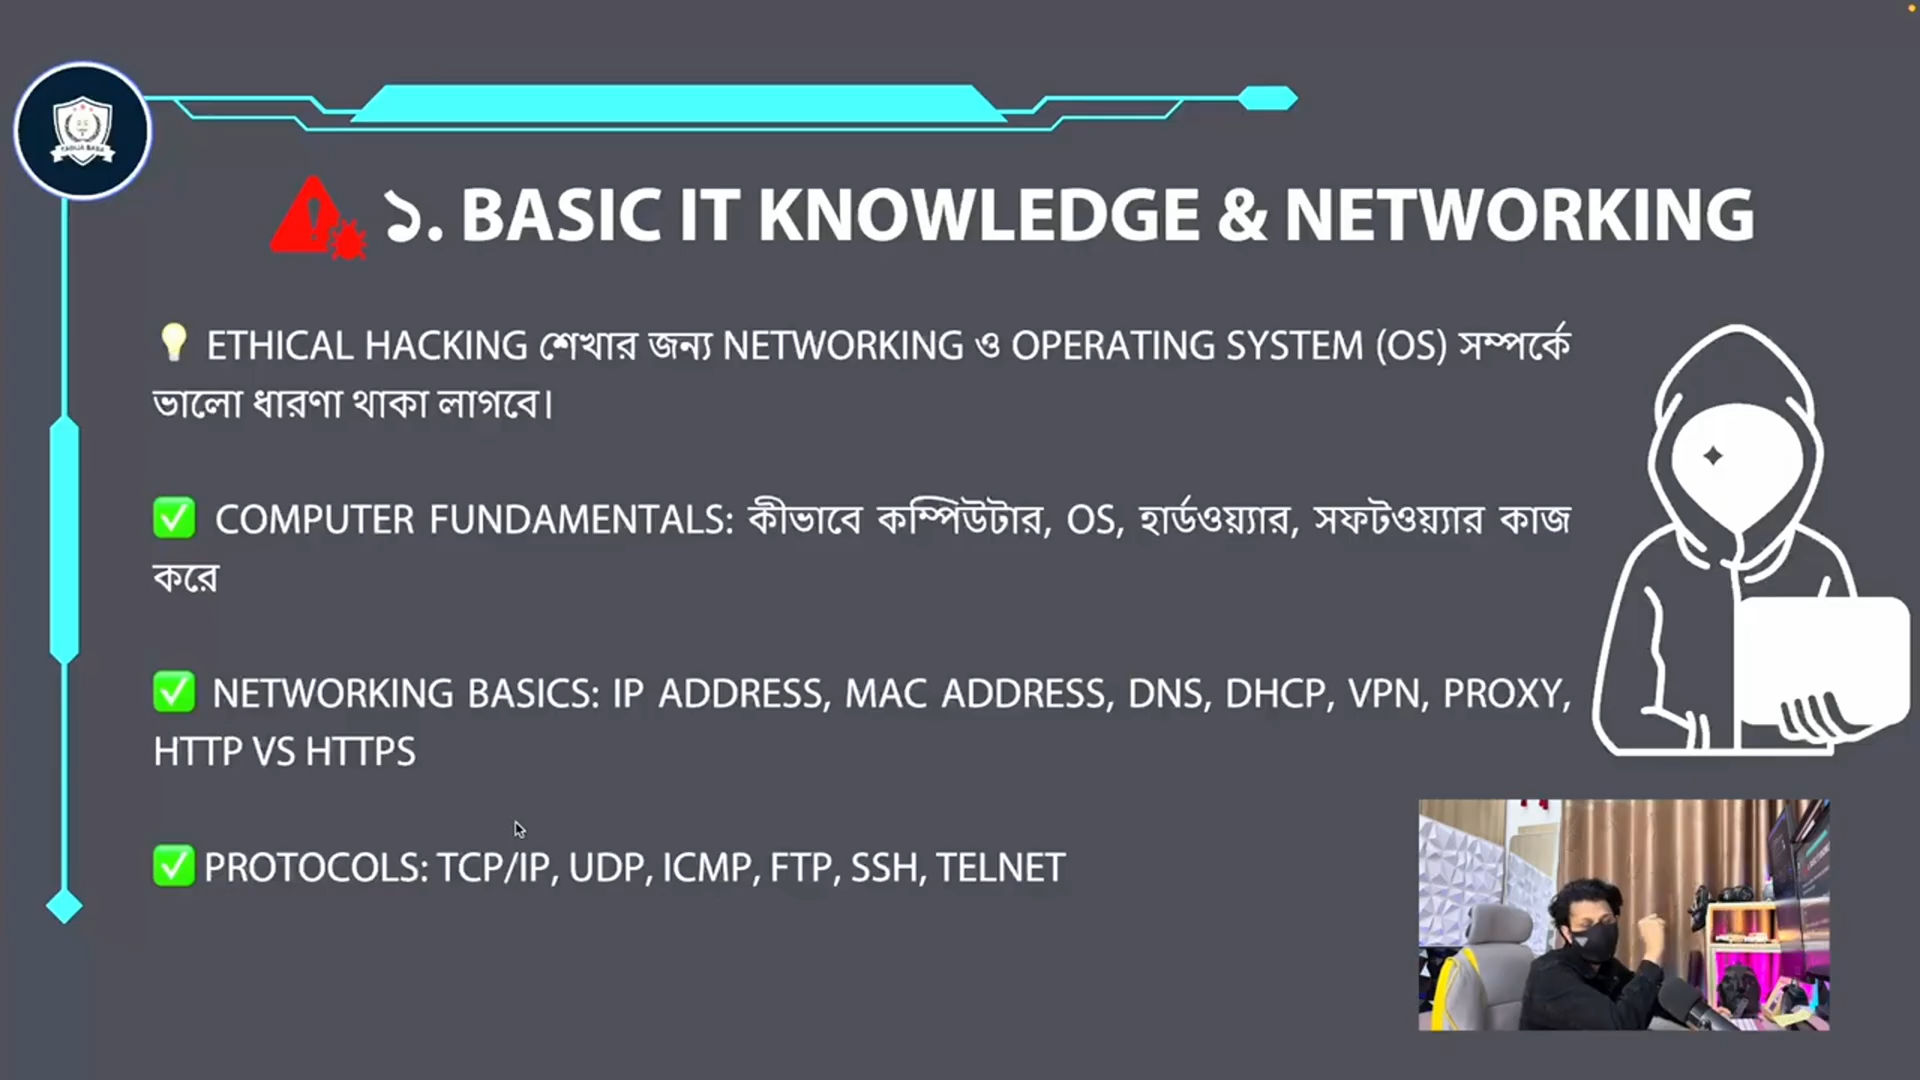 ১. BASIC IT KNOWLEDGE & NETWORKING
ETHICAL HACKING শেখার জন্য NETWORKING ও OPERATING SYSTEM (OS) সম্পর্কে
ভালো ধারণা থাকা লাগবে।
COMPUTER FUNDAMENTALS: কীভাবে কম্পিউটার, OS, হার্ডওয়্যার, সফটওয়্যার কাজ
করে
NETWORKING BASICS: IP ADDRESS, MAC ADDRESS, DNS, DHCP, VPN, PROXY,
HTTP VS HTTPS
PROTOCOLS: TCP/IP, UDP, ICMP, FTP, SSH, TELNET